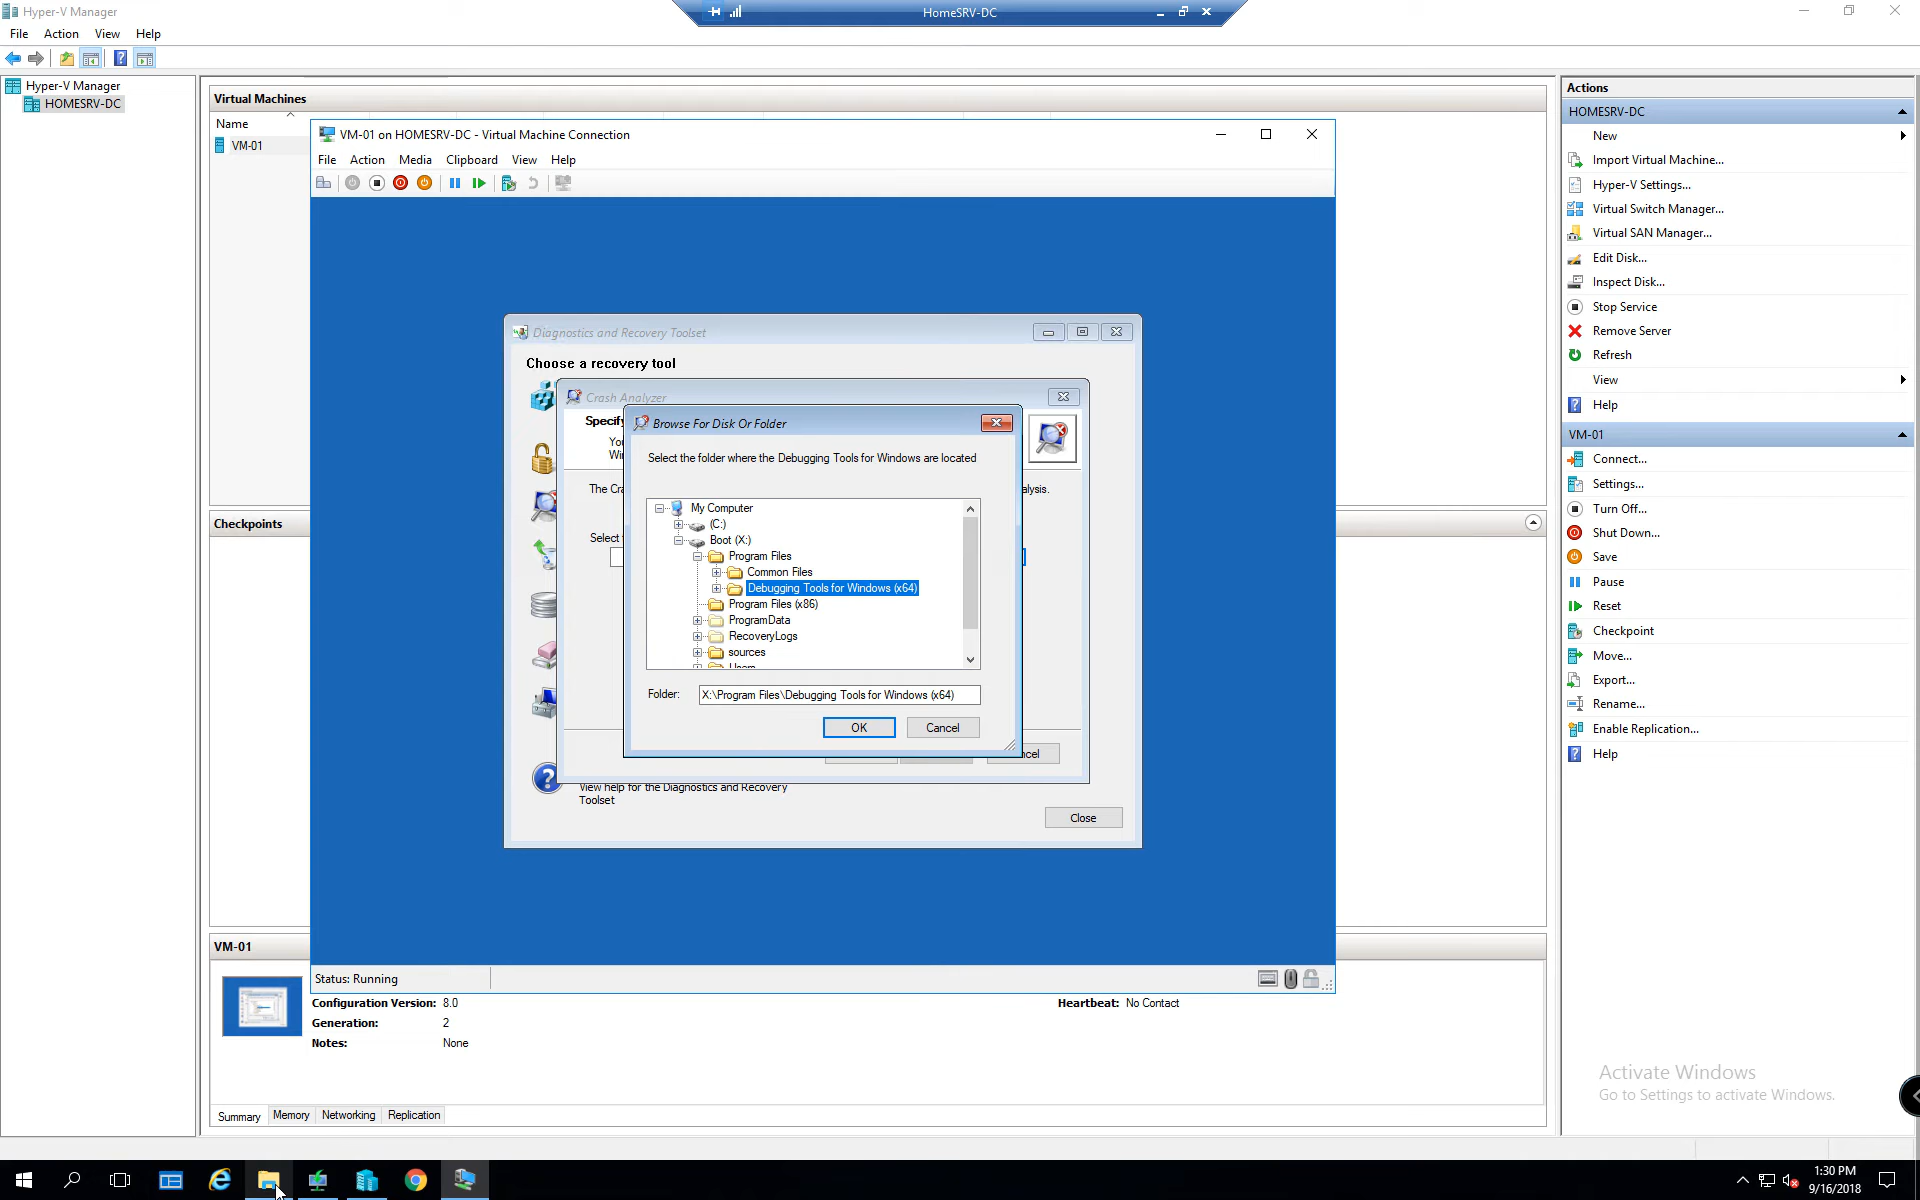 Hyper-V Manager
HomeSRV-DC
File Action View Help
Hyper-V Manager
HOMESRV-DC
Virtual Machines
Name
VM-01
VM-01 on HOMESRV-DC - Virtual Machine Connection
File Action Media Clipboard View Help
Diagnostics and Recovery Toolset
Choose a recovery tool
Crash Analyzer
Specify
Browse For Disk Or Folder
Select the folder where the Debugging Tools for Windows are located
The Cra
alysis.
Select
My Computer
(C:)
Boot (X:)
Program Files
Common Files
Debugging Tools for Windows (x64)
Program Files (x86)
ProgramData
RecoveryLogs
sources
Users
Folder: X:\Program Files\Debugging Tools for Windows (x64)
OK Cancel
ncel
View help for the Diagnostics and Recovery
Toolset
Close
Status: Running
Checkpoints
VM-01
Configuration Version: 8.0
Generation: 2
Notes: None
Heartbeat: No Contact
Summary Memory Networking Replication
Actions
HOMESRV-DC
New
Import Virtual Machine...
Hyper-V Settings...
Virtual Switch Manager...
Virtual SAN Manager...
Edit Disk...
Inspect Disk...
Stop Service
Remove Server
Refresh
View
Help
VM-01
Connect...
Settings...
Turn Off...
Shut Down...
Save
Pause
Reset
Checkpoint
Move...
Export...
Rename...
Enable Replication...
Help
Activate Windows
Go to Settings to activate Windows.
1:30 PM
9/16/2018